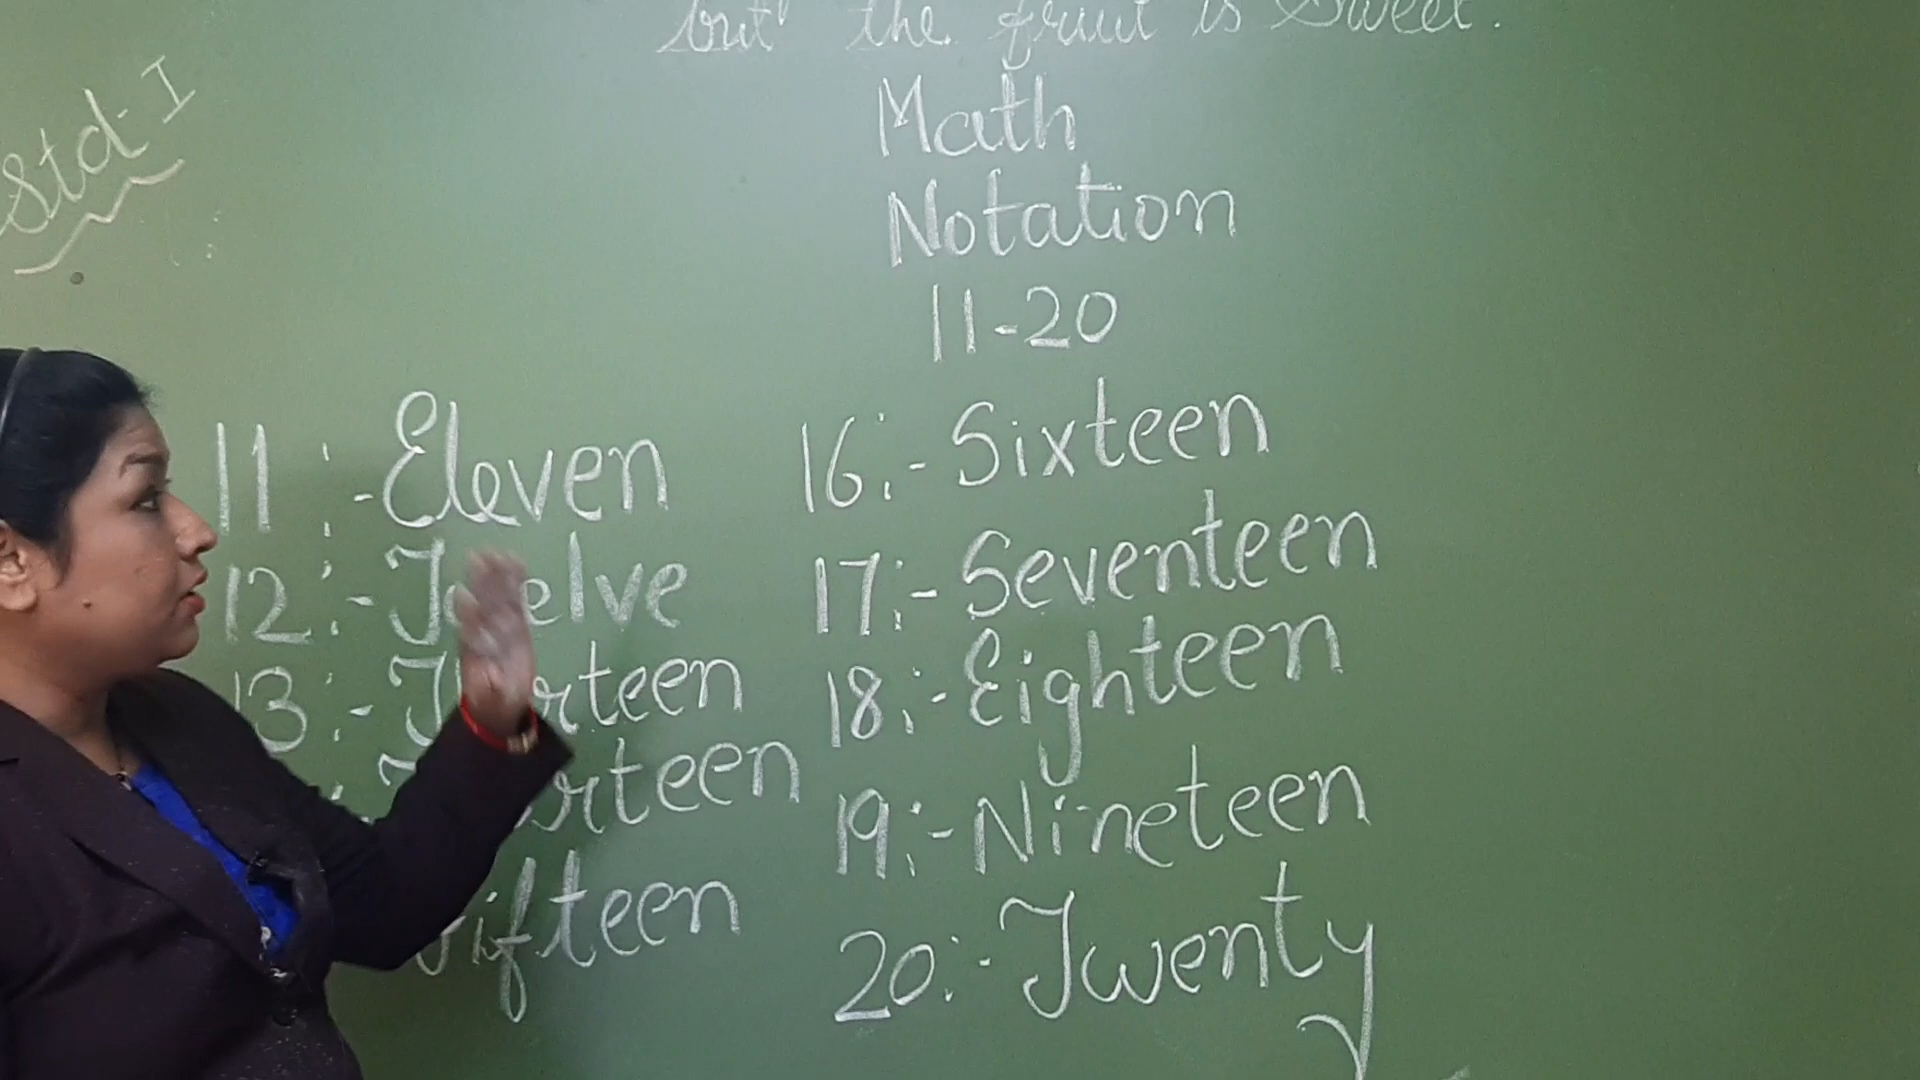 but the fruit is Sweet.
Std-I
Math
Notation
11-20
11 :- Eleven
12 :- Twelve
13 :- Thirteen
:- Fourteen
Fifteen
16 :- Sixteen
17 :- Seventeen
18 :- Eighteen
19 :- Nineteen
20 :- Twenty